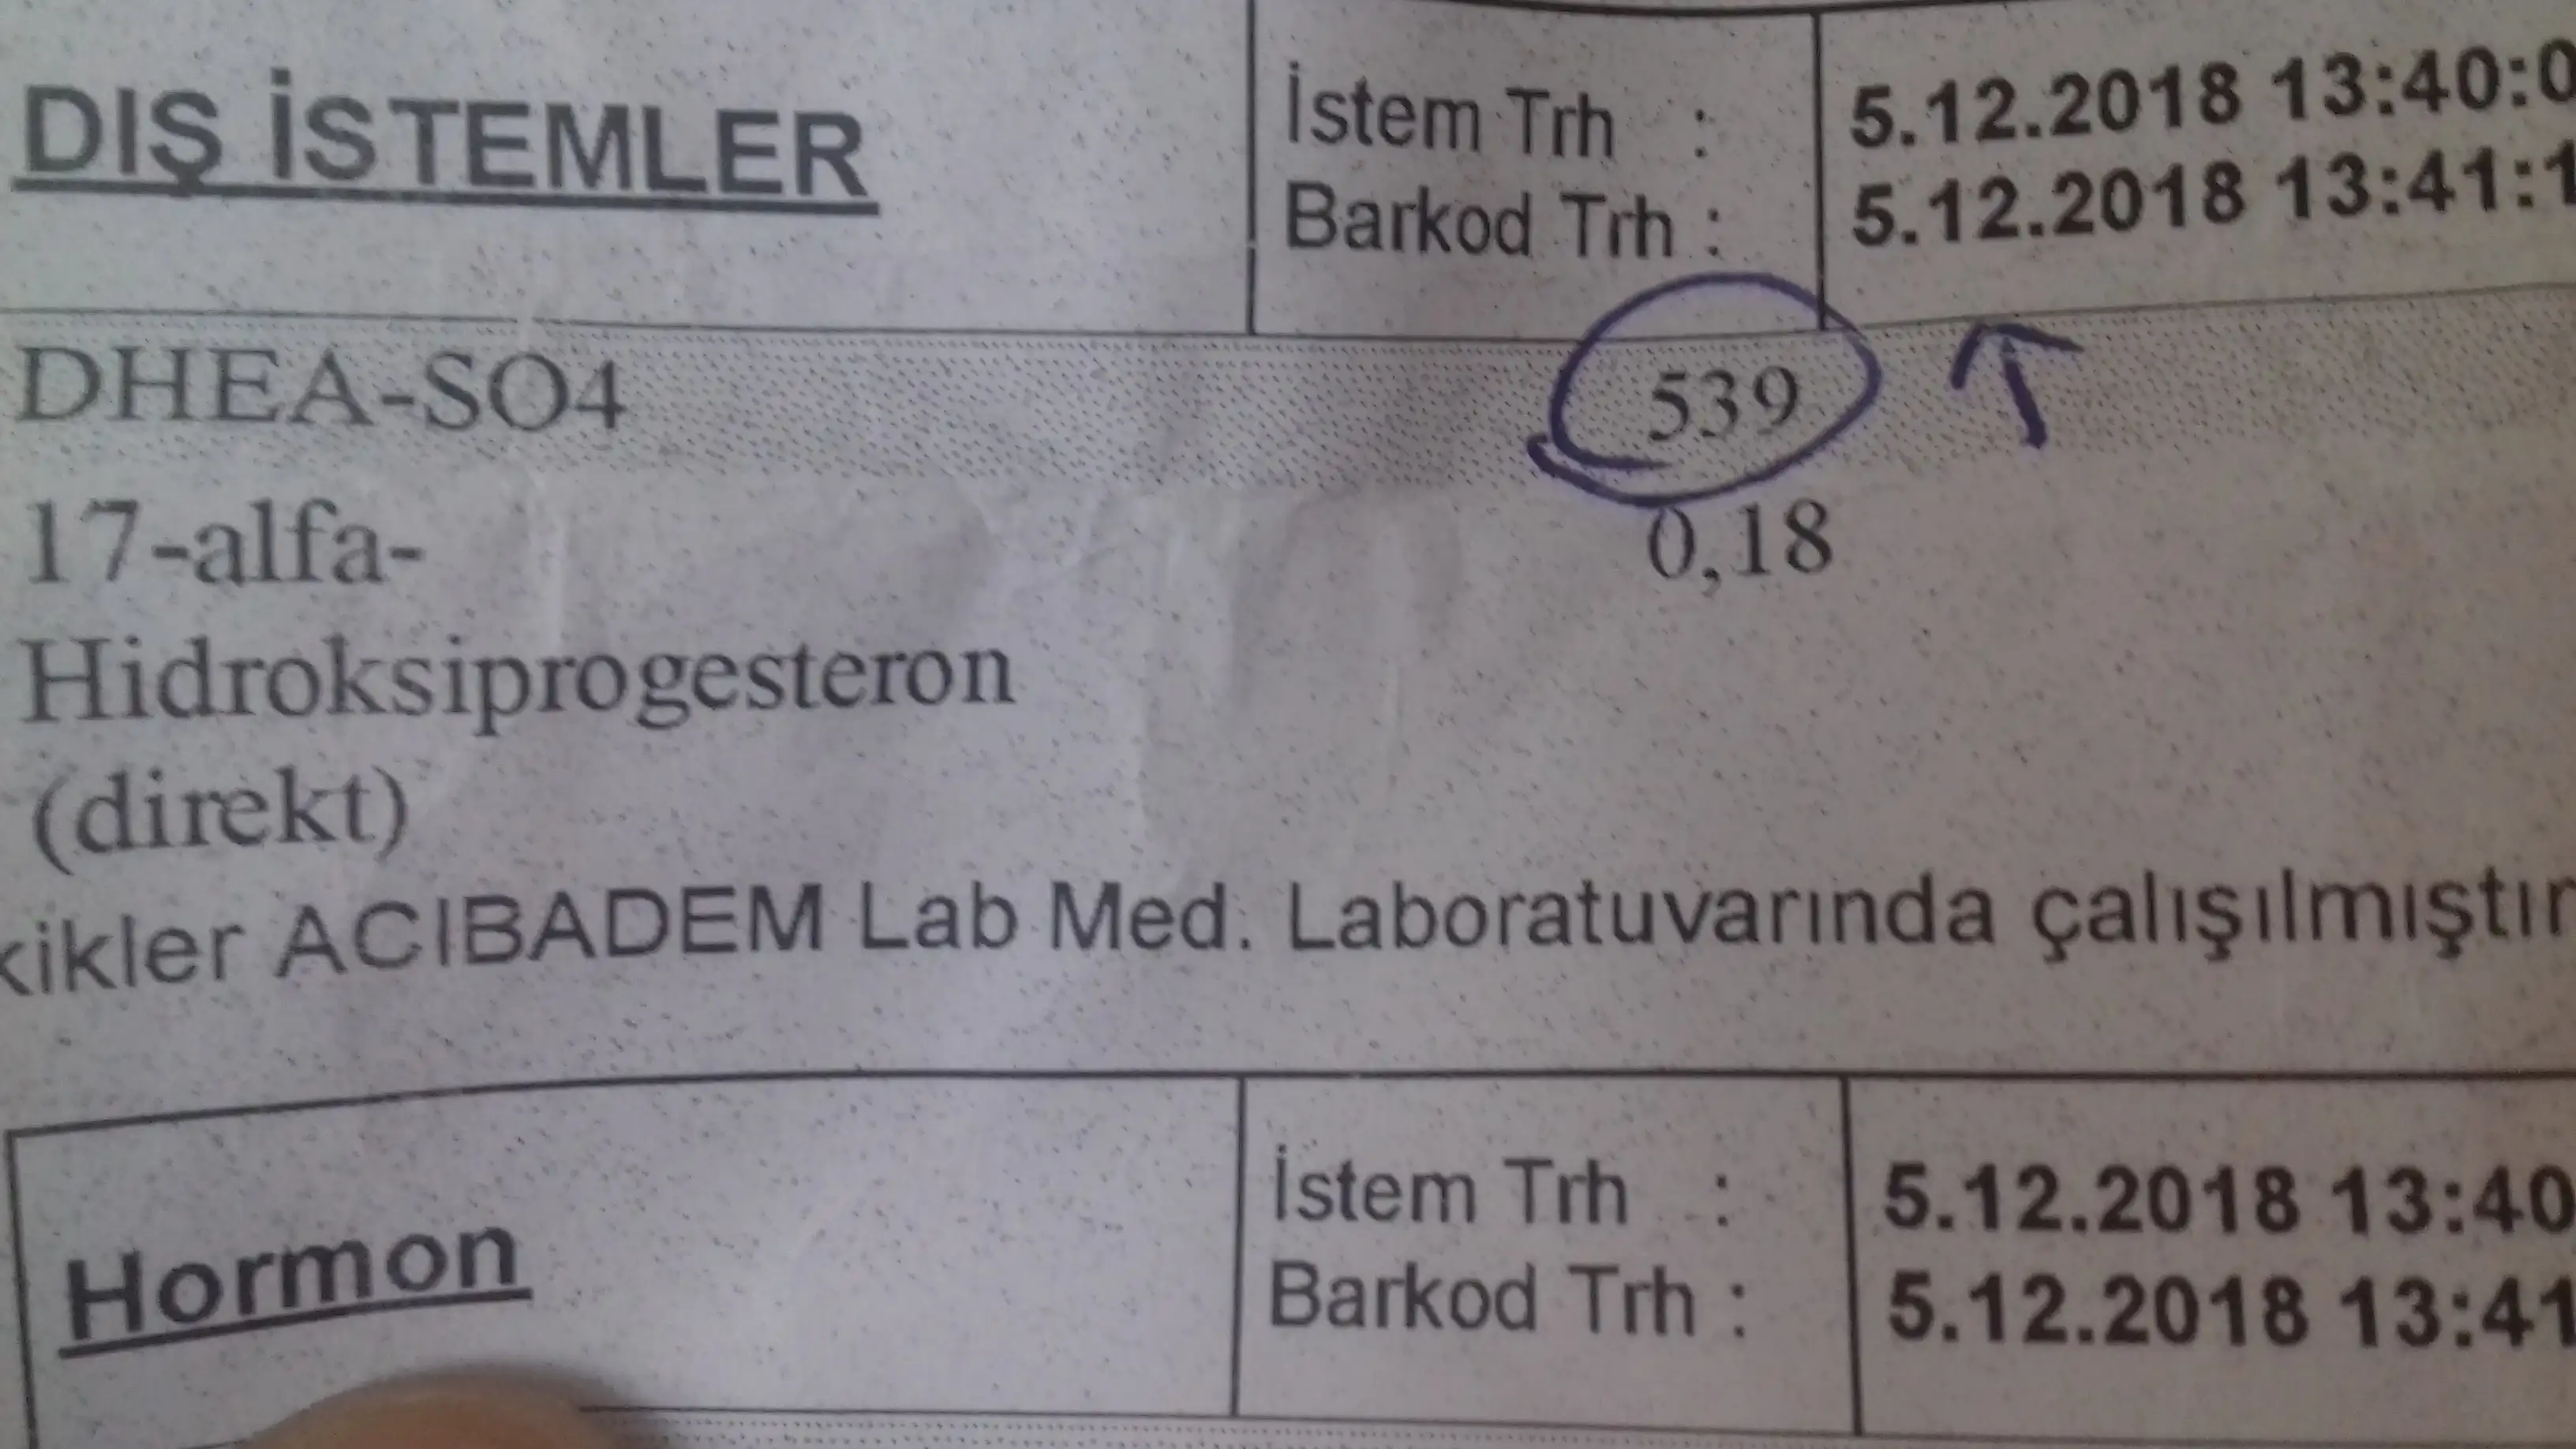 DIŞ İSTEMLER
İstem Trh : 5.12.2018 13:40:0
Barkod Trh : 5.12.2018 13:41:1
DHEA-SO4 539 ↑
17-alfa- 0,18
Hidroksiprogesteron
(direkt)
kikler ACIBADEM Lab Med. Laboratuvarında çalışılmıştır
Hormon
İstem Trh : 5.12.2018 13:40
Barkod Trh : 5.12.2018 13:41